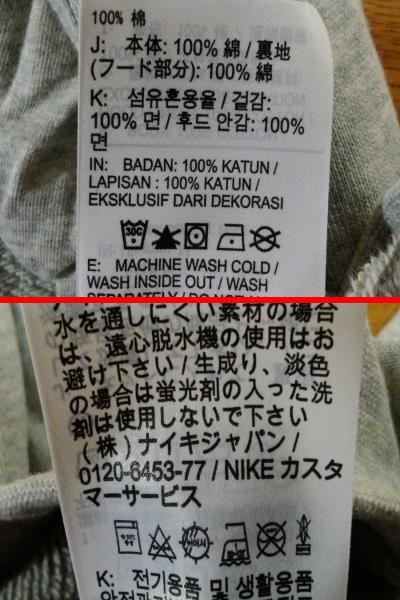 100% 棉
J: 本体: 100% 綿 / 裏地
(フード部分): 100% 綿
K: 섬유혼용율 / 겉감:
100% 면 / 후드 안감: 100%
면
IN: BADAN: 100% KATUN /
LAPISAN : 100% KATUN /
EKSKLUSIF DARI DEKORASI
30C
E: MACHINE WASH COLD /
WASH INSIDE OUT / WASH
水を通しにくい素材の場合
は、遠心脱水機の使用はお
避け下さい / 生成り、淡色
の場合は蛍光剤の入った洗
剤は使用しないで下さい
(株) ナイキジャパン /
0120-6453-77 / NIKE カスタ
マーサービス
K: 전기용품 및 생활용품